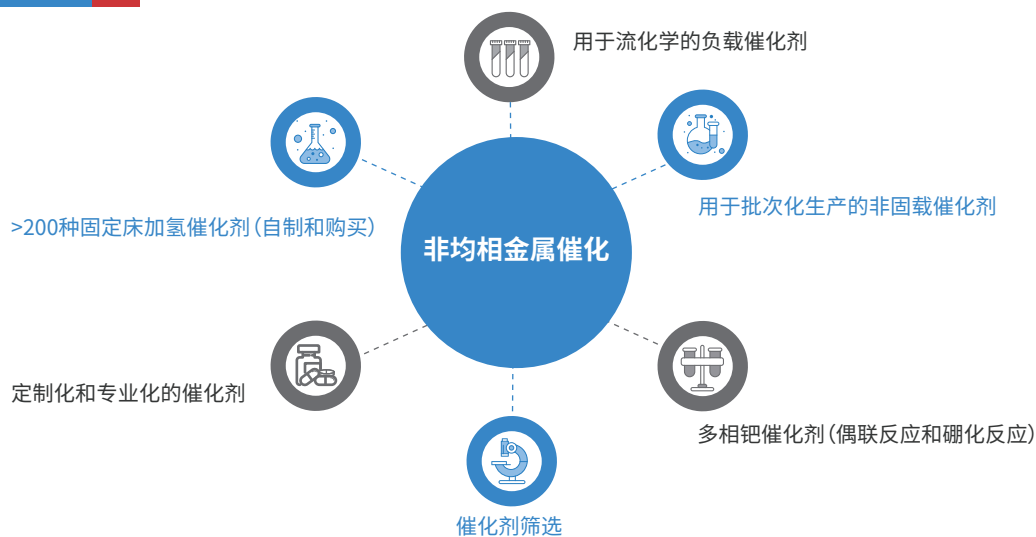 用于流化学的负载催化剂
>200种固定床加氢催化剂(自制和购买)
用于批次化生产的非固载催化剂
非均相金属催化
定制化和专业化的催化剂
多相钯催化剂(偶联反应和硼化反应)
催化剂筛选